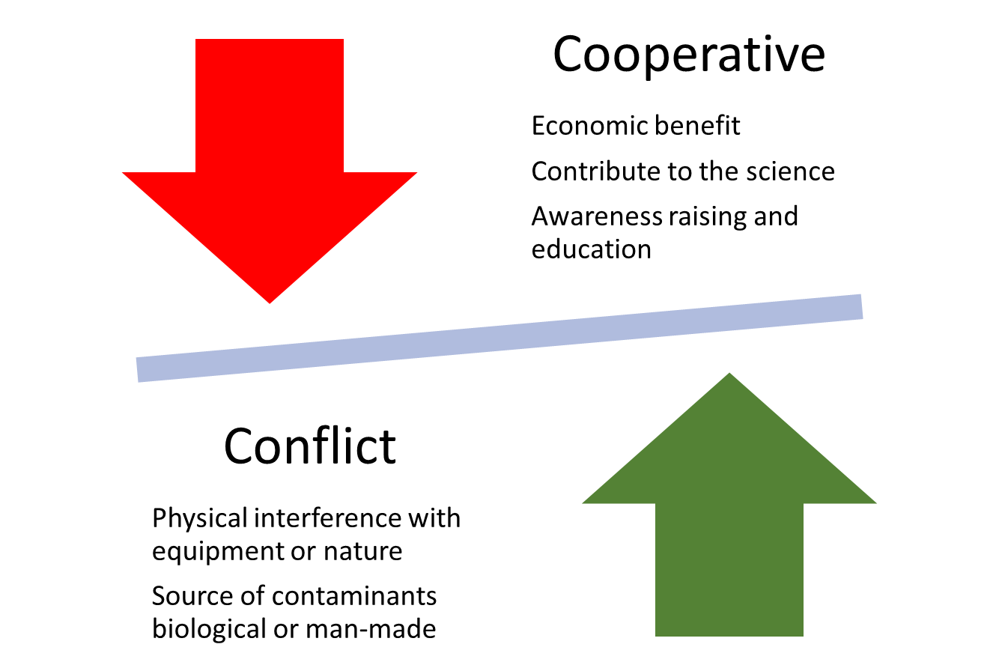 Cooperative
Economic benefit
Contribute to the science
Awareness raising and
education
Conflict
Physical interference with
equipment or nature
Source of contaminants
biological or man-made